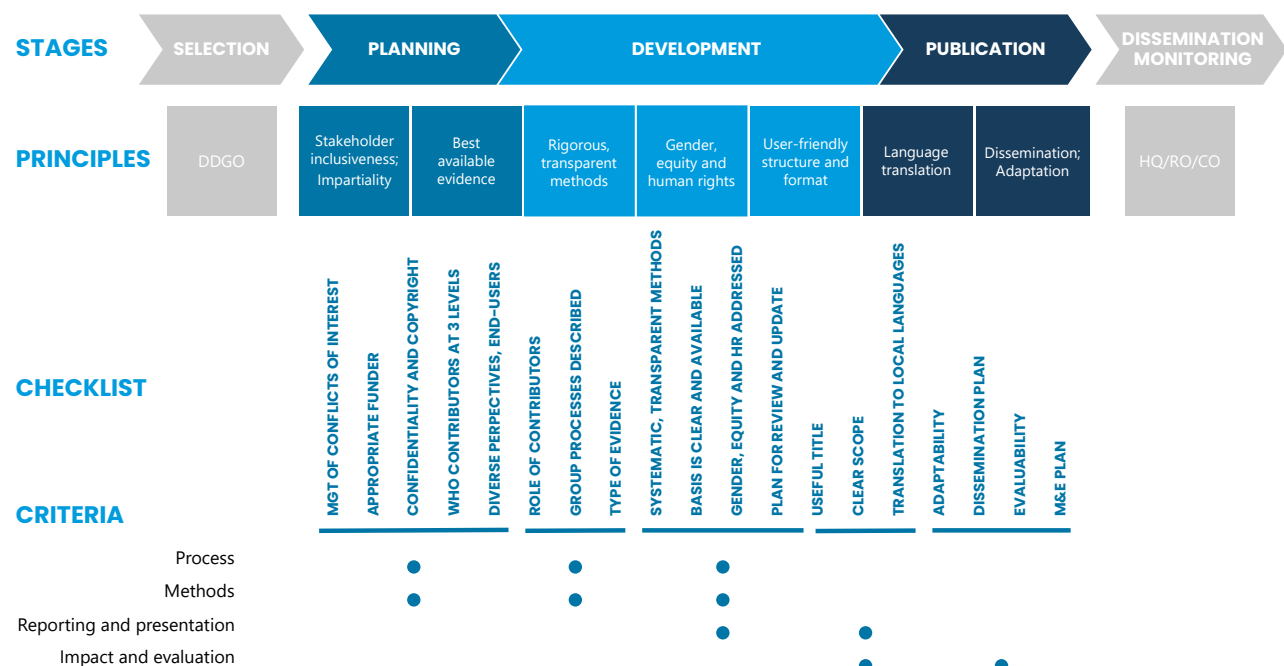 STAGES
SELECTION
PLANNING
DEVELOPMENT
PUBLICATION
DISSEMINATION
MONITORING
PRINCIPLES
DDGO
Stakeholder
inclusiveness;
Impartiality
Best
available
evidence
Rigorous,
transparent
methods
Gender,
equity and
human rights
User-friendly
structure and
format
Language
translation
Dissemination;
Adaptation
HQ/RO/CO
CHECKLIST
MGT OF CONFLICTS OF INTEREST
APPROPRIATE FUNDER
CONFIDENTIALITY AND COPYRIGHT
WHO CONTRIBUTORS AT 3 LEVELS
DIVERSE PERPECTIVES, END-USERS
ROLE OF CONTRIBUTORS
GROUP PROCESSES DESCRIBED
TYPE OF EVIDENCE
SYSTEMATIC, TRANSPARENT METHODS
BASIS IS CLEAR AND AVAILABLE
GENDER, EQUITY AND HR ADDRESSED
PLAN FOR REVIEW AND UPDATE
USEFUL TITLE
CLEAR SCOPE
TRANSLATION TO LOCAL LANGUAGES
ADAPTABILITY
DISSEMINATION PLAN
EVALUABILITY
M&E PLAN
CRITERIA
Process
Methods
Reporting and presentation
Impact and evaluation